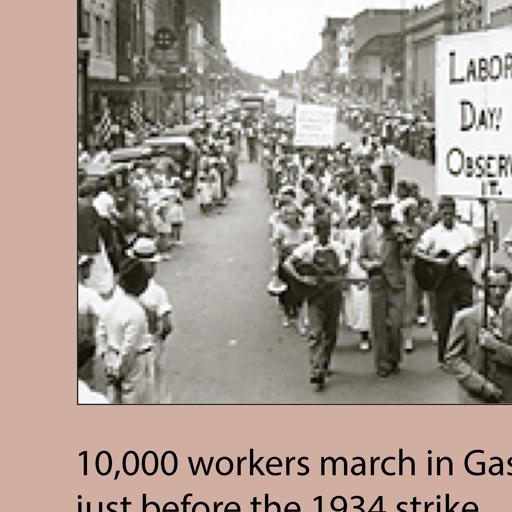 LABOR
DAY!
OBSERV
IT.
10,000 workers march in Gas
just before the 1934 strike